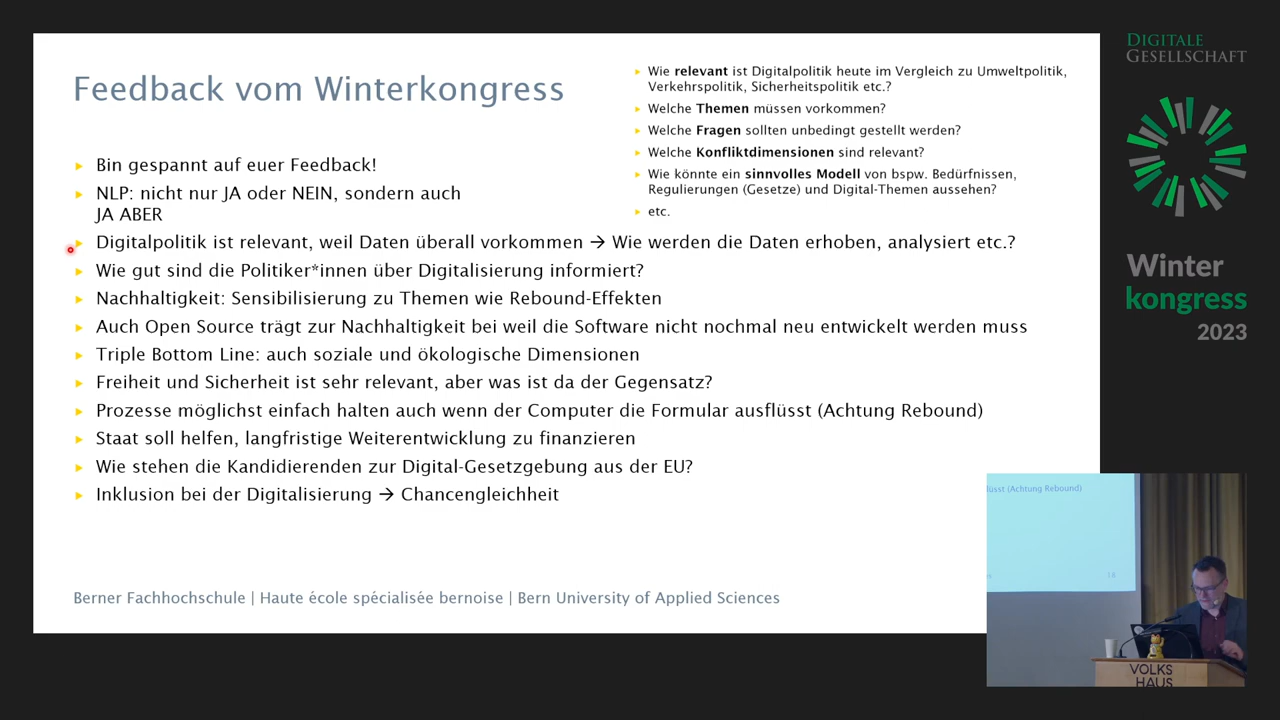 Feedback vom Winterkongress
Wie relevant ist Digitalpolitik heute im Vergleich zu Umweltpolitik,
Verkehrspolitik, Sicherheitspolitik etc.?
Welche Themen müssen vorkommen?
Welche Fragen sollten unbedingt gestellt werden?
Welche Konfliktdimensionen sind relevant?
Wie könnte ein sinnvolles Modell von bspw. Bedürfnissen,
Regulierungen (Gesetze) und Digital-Themen aussehen?
etc.
Bin gespannt auf euer Feedback!
NLP: nicht nur JA oder NEIN, sondern auch
JA ABER
Digitalpolitik ist relevant, weil Daten überall vorkommen → Wie werden die Daten erhoben, analysiert etc.?
Wie gut sind die Politiker*innen über Digitalisierung informiert?
Nachhaltigkeit: Sensibilisierung zu Themen wie Rebound-Effekten
Auch Open Source trägt zur Nachhaltigkeit bei weil die Software nicht nochmal neu entwickelt werden muss
Triple Bottom Line: auch soziale und ökologische Dimensionen
Freiheit und Sicherheit ist sehr relevant, aber was ist da der Gegensatz?
Prozesse möglichst einfach halten auch wenn der Computer die Formular ausflüsst (Achtung Rebound)
Staat soll helfen, langfristige Weiterentwicklung zu finanzieren
Wie stehen die Kandidierenden zur Digital-Gesetzgebung aus der EU?
Inklusion bei der Digitalisierung → Chancengleichheit
Berner Fachhochschule | Haute école spécialisée bernoise | Bern University of Applied Sciences
DIGITALE
GESELLSCHAFT
Winter
kongress
2023
lüsst (Achtung Rebound)
18
VOLKS
HAUS